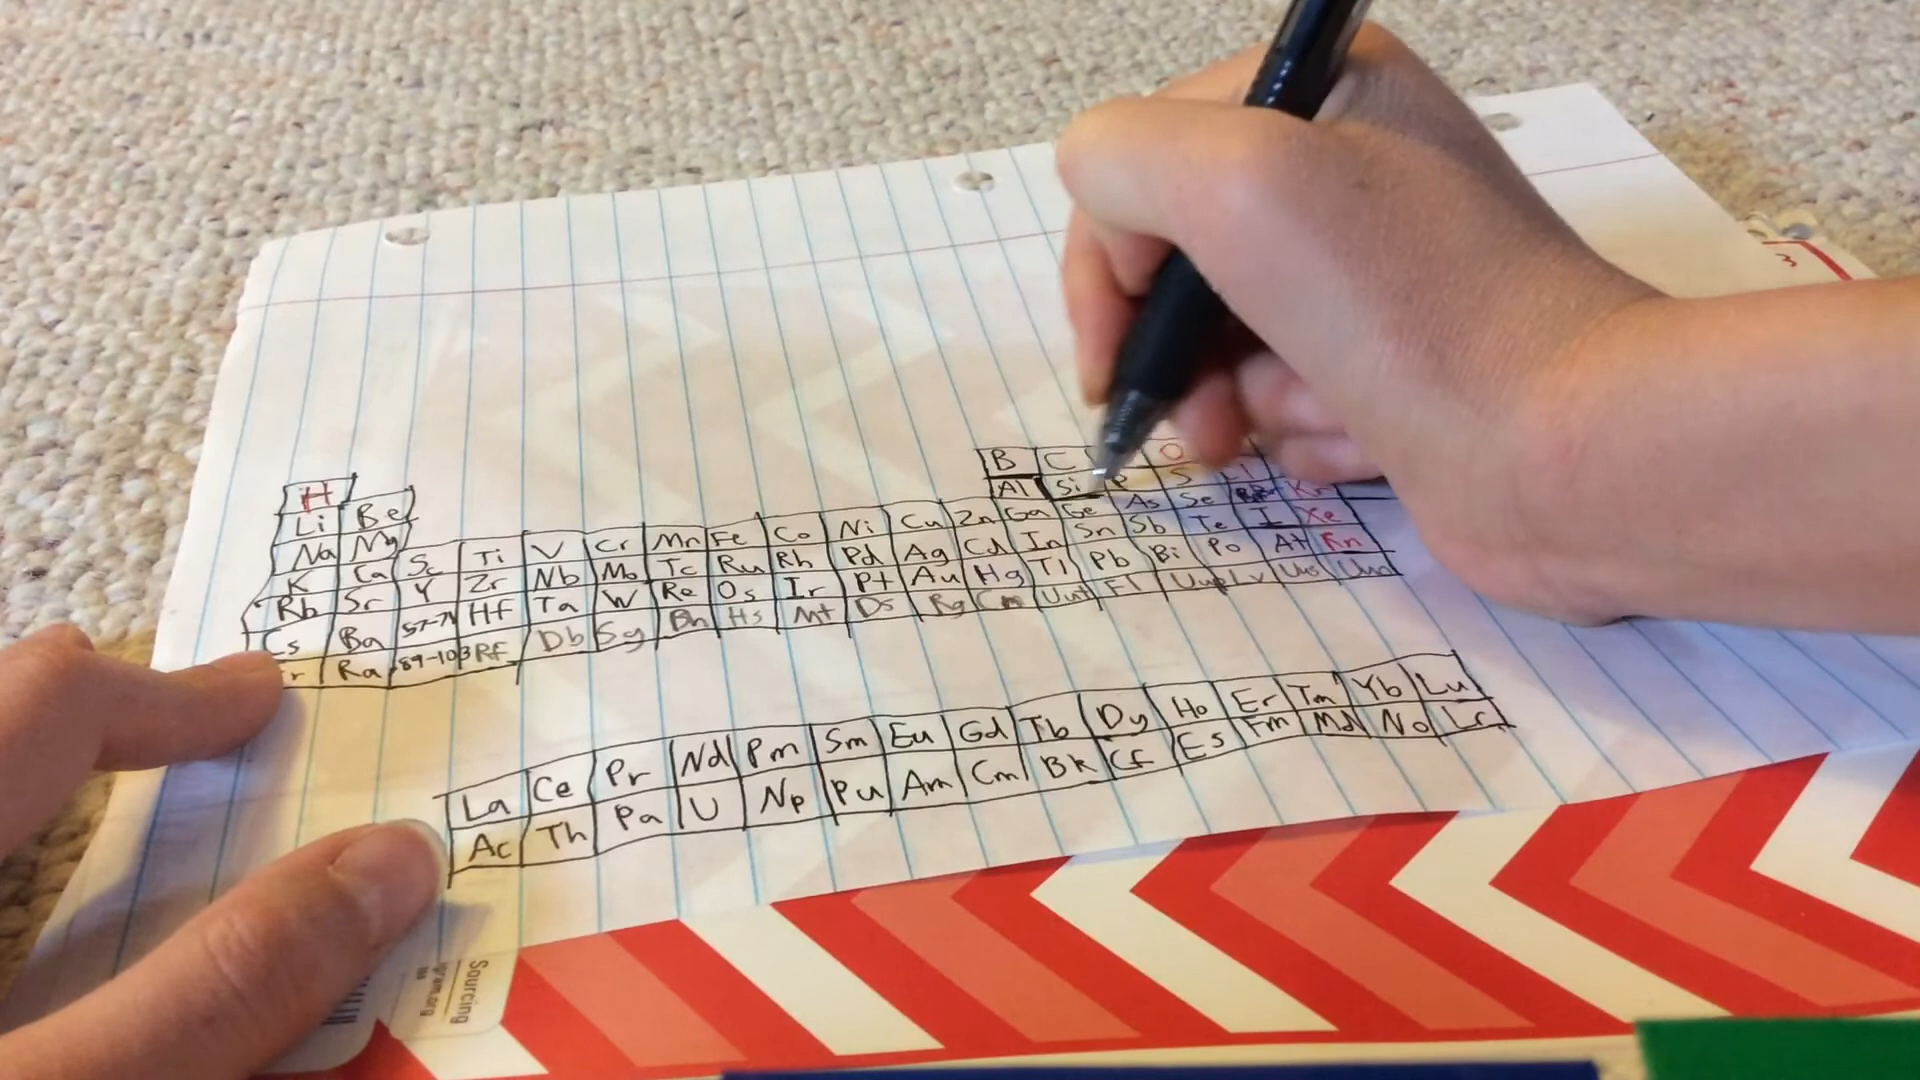 H
B C O
Li Be Al Si P S
Na Mg
K Ca Sc Ti V Cr Mn Fe Co Ni Cu Zn Ga Ge As Se Br Kr
Rb Sr Y Zr Nb Mo Tc Ru Rh Pd Ag Cd In Sn Sb Te I Xe
Cs Ba 57-71 Hf Ta W Re Os Ir Pt Au Hg Tl Pb Bi Po At Rn
Ra 89-103 Rf Db Sg Bh Hs Mt Ds Rg Cn Uut Fl Uup Lv Uus Uuo
La Ce Pr Nd Pm Sm Eu Gd Tb Dy Ho Er Tm Yb Lu
Ac Th Pa U Np Pu Am Cm Bk Cf Es Fm Md No Lr
Sourcing